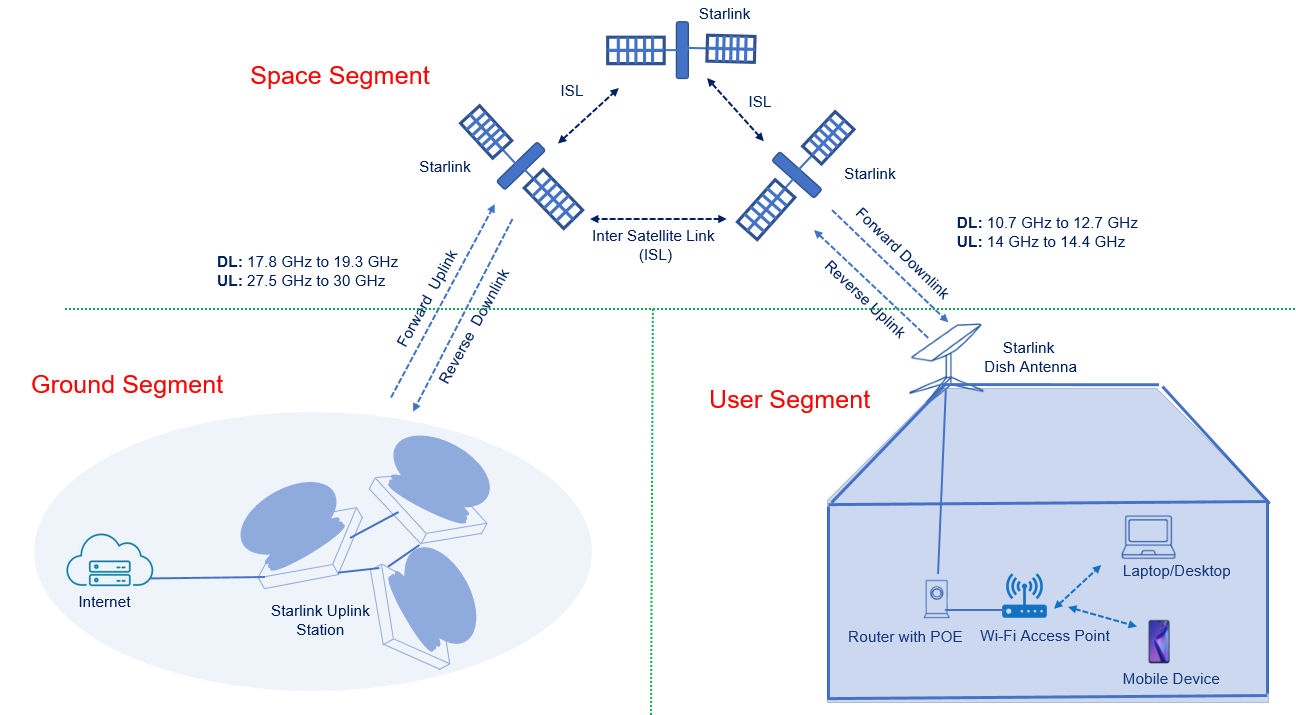 Starlink
Space Segment
ISL
ISL
Starlink
Starlink
Inter Satellite Link
(ISL)
DL: 10.7 GHz to 12.7 GHz
UL: 14 GHz to 14.4 GHz
DL: 17.8 GHz to 19.3 GHz
UL: 27.5 GHz to 30 GHz
Forward Uplink
Reverse Downlink
Forward Downlink
Reverse Uplink
Ground Segment
Starlink
Dish Antenna
User Segment
Internet
Starlink Uplink
Station
Laptop/Desktop
Router with POE
Wi-Fi Access Point
Mobile Device